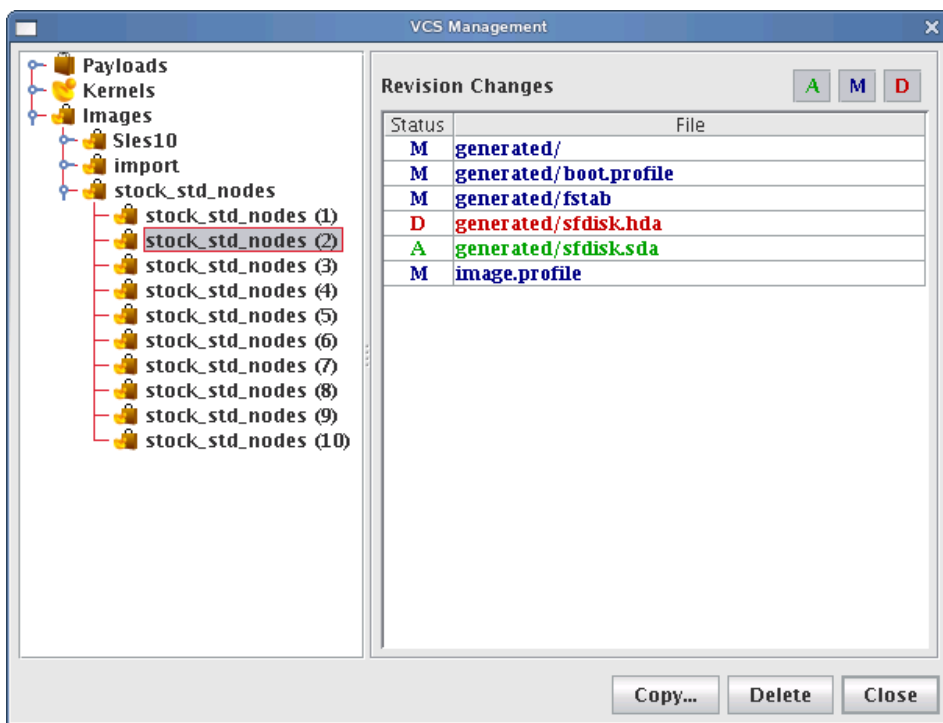 VCS Management
Payloads
Kernels
Images
Sles10
import
stock_std_nodes
stock_std_nodes (1)
stock_std_nodes (2)
stock_std_nodes (3)
stock_std_nodes (4)
stock_std_nodes (5)
stock_std_nodes (6)
stock_std_nodes (7)
stock_std_nodes (8)
stock_std_nodes (9)
stock_std_nodes (10)
Revision Changes A M D
Status File
M generated/
M generated/boot.profile
M generated/fstab
D generated/sfdisk.hda
A generated/sfdisk.sda
M image.profile
Copy... Delete Close